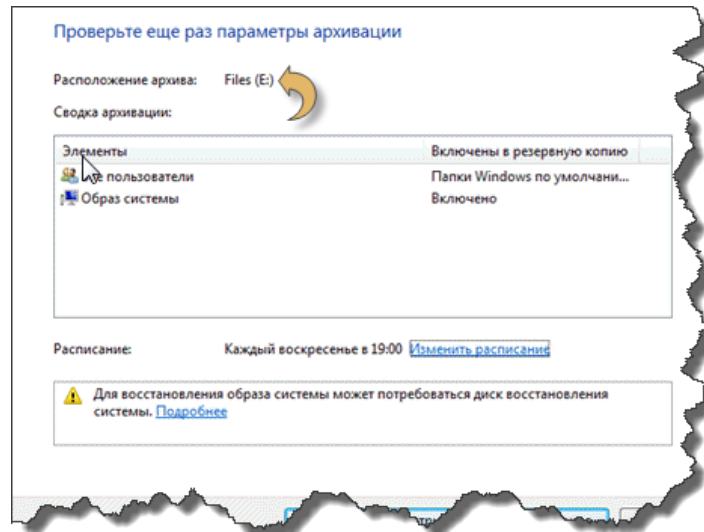 Проверьте еще раз параметры архивации
Расположение архива: Files (E:)
Сводка архивации:
Элементы Включены в резервную копию
пользователи Папки Windows по умолчани...
Образ системы Включено
Расписание: Каждый воскресенье в 19:00 Изменить расписание
Для восстановления образа системы может потребоваться диск восстановления
системы. Подробнее